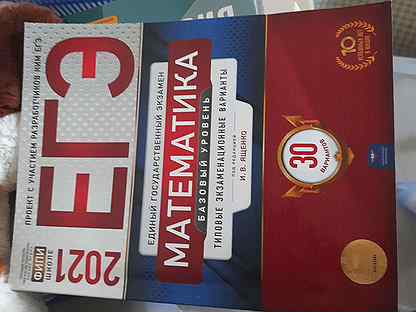 ПРОЕКТ С УЧАСТИЕМ РАЗРАБОТЧИКОВ КИМ ЕГЭ
ЕГЭ
2021
ФИПИ
ШКОЛЕ
ЕДИНЫЙ ГОСУДАРСТВЕННЫЙ ЭКЗАМЕН
МАТЕМАТИКА
БАЗОВЫЙ УРОВЕНЬ
ТИПОВЫЕ ЭКЗАМЕНАЦИОННЫЕ ВАРИАНТЫ
ПОД РЕДАКЦИЕЙ
И. В. ЯЩЕНКО
30
ВАРИАНТОВ
10